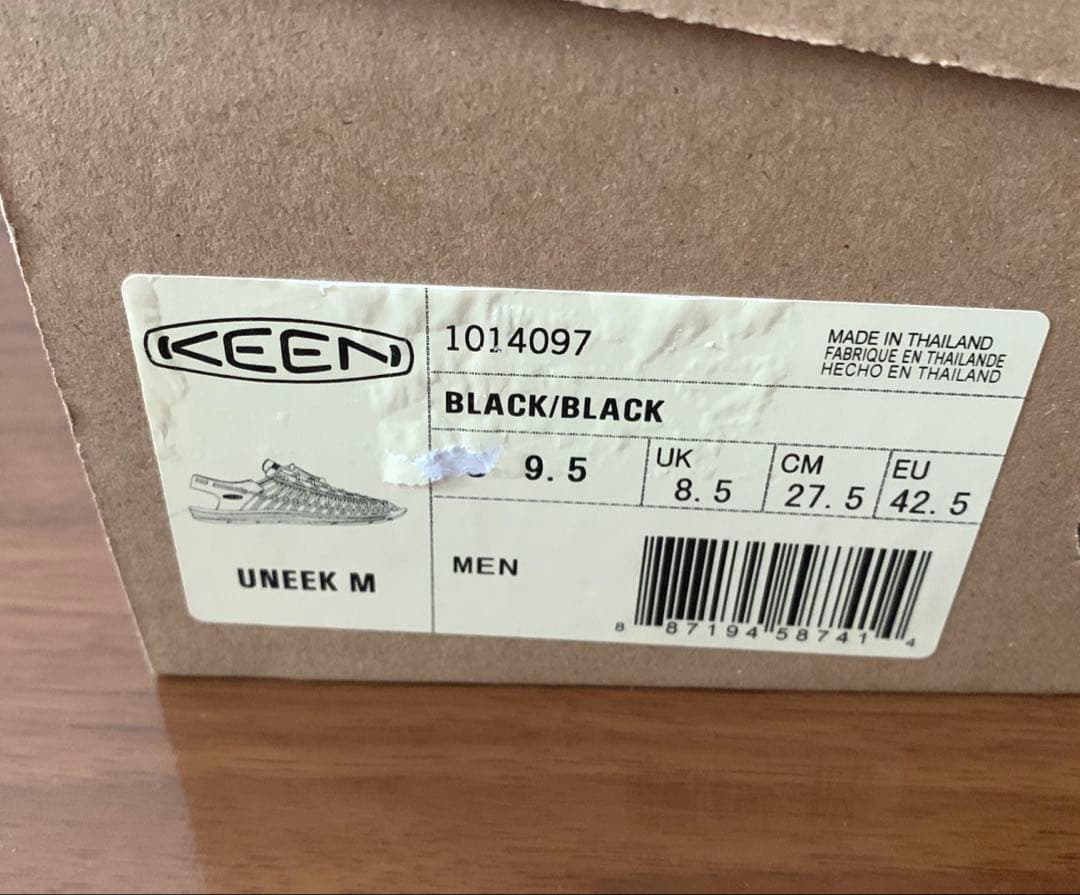 KEEN
1014097
MADE IN THAILAND
FABRIQUE EN THAILANDE
HECHO EN THAILAND
BLACK/BLACK
9.5
UK
8.5
CM
27.5
EU
42.5
UNEEK M
MEN
8 87194 58741 4